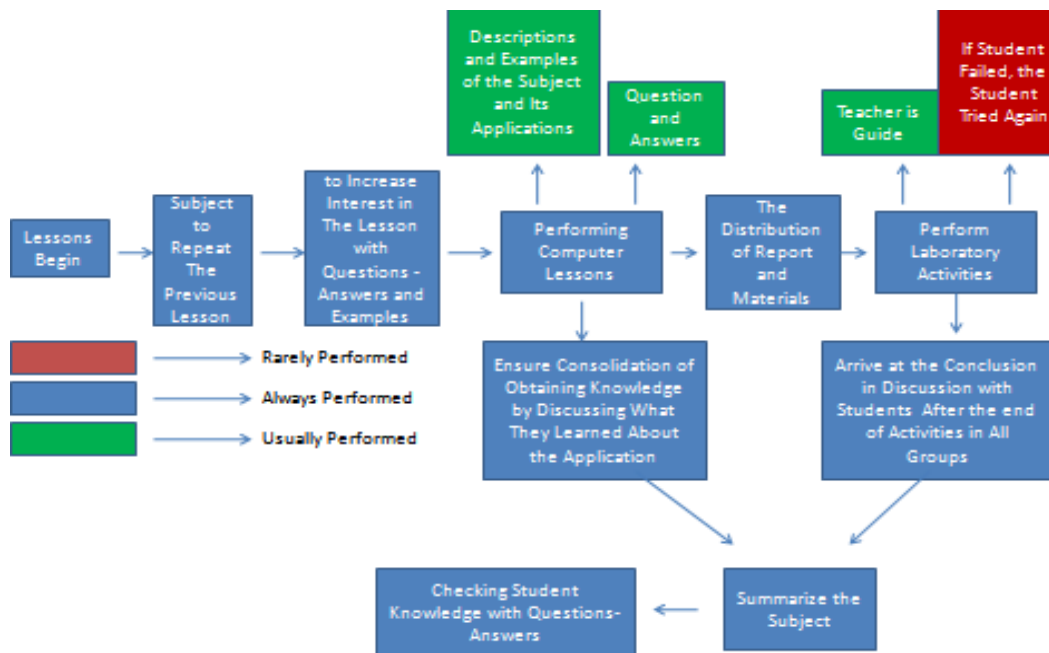 Descriptions
and Examples
of the Subject
and Its
Applications
Question
and
Answers
Teacher is
Guide
If Student
Failed, the
Student
Tried Again
Lessons
Begin
Subject
to
Repeat
The
Previous
Lesson
to Increase
Interest in
The Lesson
with
Questions -
Answers and
Examples
Performing
Computer
Lessons
The
Distribution
of Report
and
Materials
Perform
Laboratory
Activities
Rarely Performed
Always Performed
Usually Performed
Ensure Consolidation of
Obtaining Knowledge
by Discussing What
They Learned About
the Application
Arrive at the Conclusion
in Discussion with
Students After the end
of Activities in All
Groups
Checking Student
Knowledge with Questions-
Answers
Summarize the
Subject